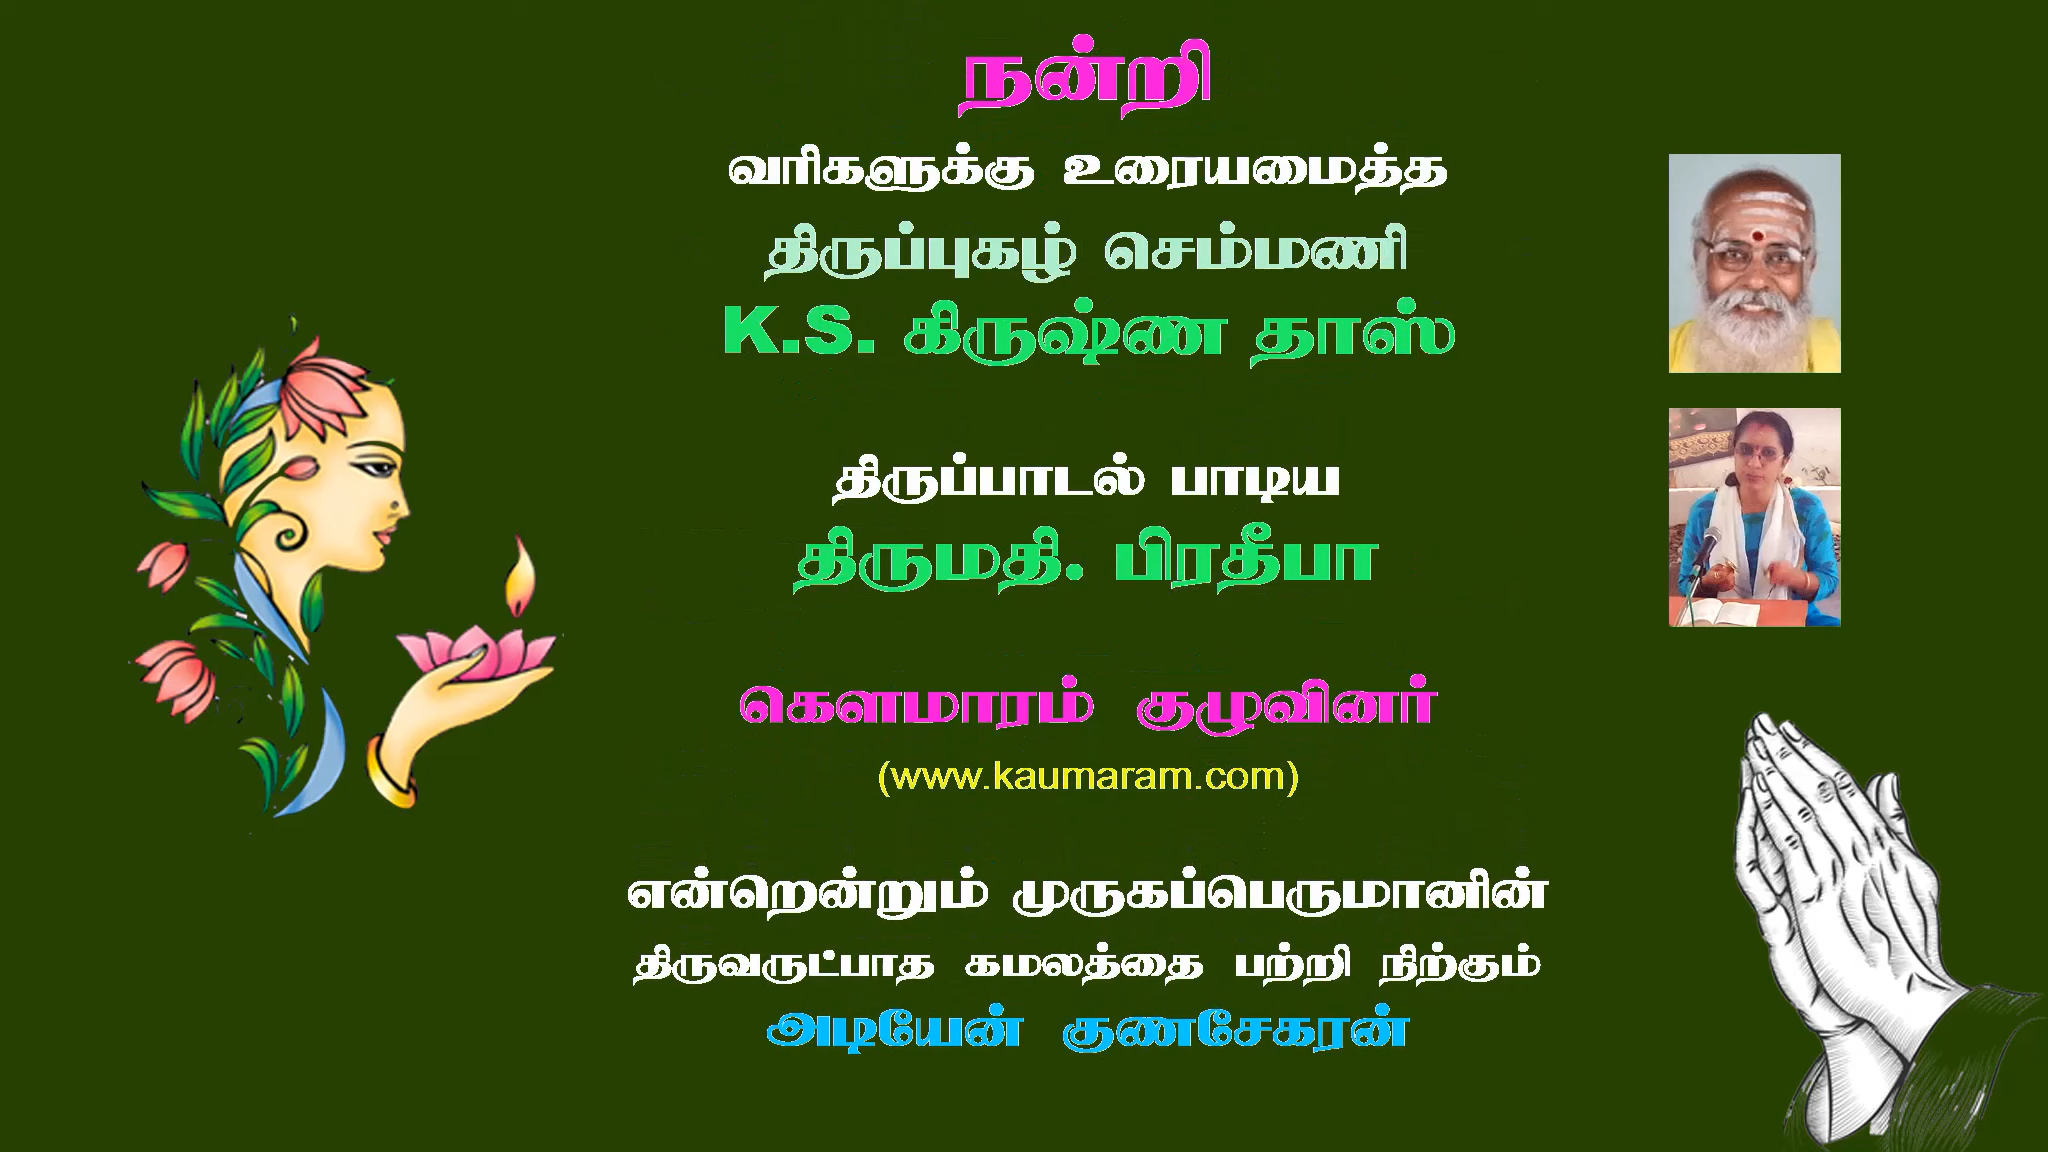 நன்றி
வரிகளுக்கு உரையமைத்த
திருப்புகழ் செம்மணி
K.S. கிருஷ்ண தாஸ்
திருப்பாடல் பாடிய
திருமதி. பிரதீபா
கௌமாரம் குழுவினர்
(www.kaumaram.com)
என்றென்றும் முருகப்பெருமானின்
திருவருட்பாத கமலத்தை பற்றி நிற்கும்
அடியேன் குணசேகரன்